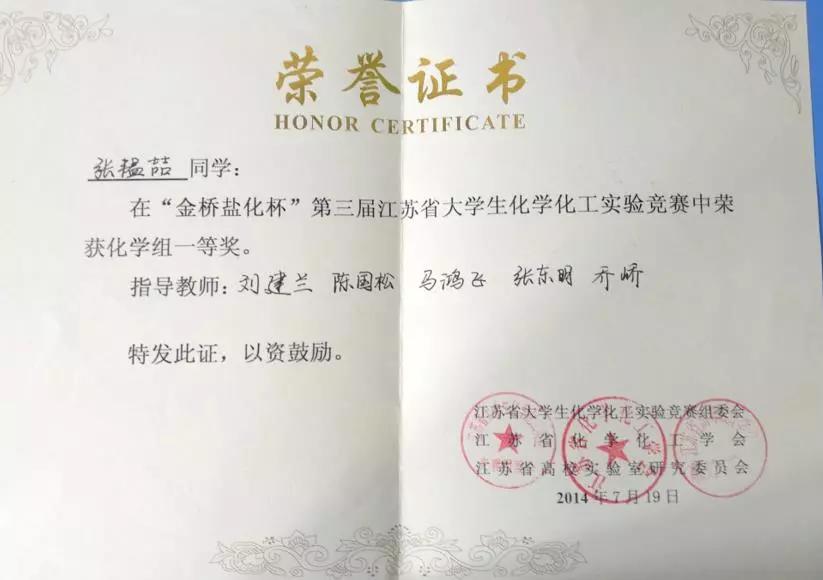 荣誉证书
HONOR CERTIFICATE
张韫喆 同学：
在“金桥盐化杯”第三届江苏省大学生化学化工实验竞赛中荣
获化学组一等奖。
指导教师：刘建兰 陈国松 马鸿飞 张东明 乔峤
特发此证，以资鼓励。
江苏省大学生化学化工实验竞赛组委会
江苏省化学化工学会
江苏省高校实验室研究委员会
2014年7月19日